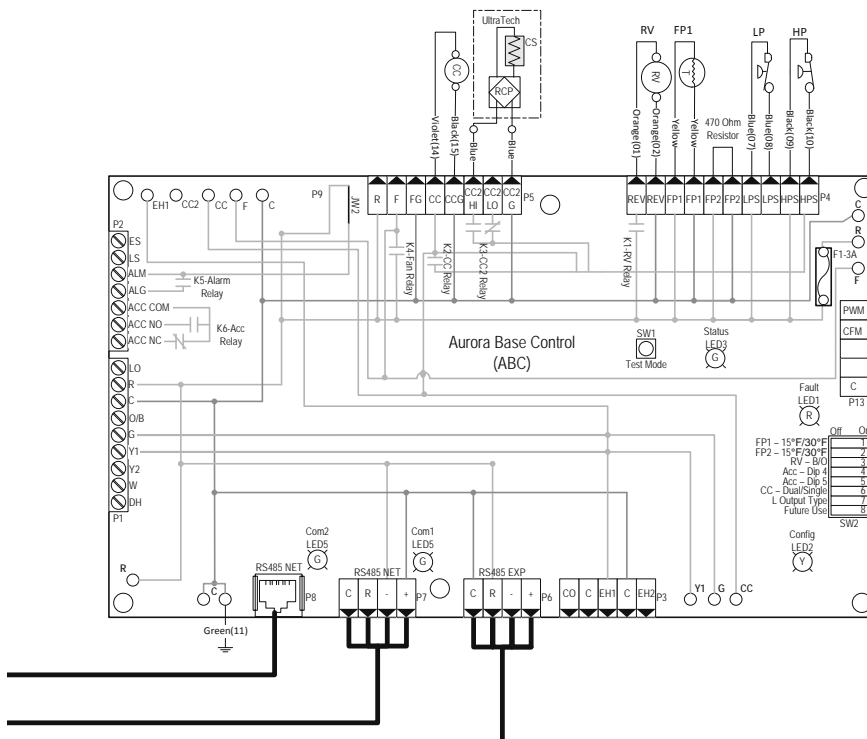 UltraTech
CS
RCP
CC
Violet(14)
Black(15)
Blue
Blue
RV
FP1
LP
HP
RV
T
Orange(01)
Orange(02)
Yellow
Yellow
470 Ohm
Resistor
Blue(07)
Blue(08)
Black(09)
Black(10)
EH1
CC2
CC
F
C
P9
JW2
R
F
FG
CC
CCG
CC2
HI
CC2
LO
CC2
G
P5
REV
REV
FP1
FP1
FP2
FP2
LPS
LPS
HPS
HPS
P4
C
R
F1-3A
F
P2
ES
LS
ALM
ALG
ACC COM
ACC NO
ACC NC
K5-Alarm
Relay
K6-Acc
Relay
K4-Fan Relay
K2-CC Relay
K3-CC2 Relay
K1-RV Relay
Aurora Base Control
(ABC)
SW1
Test Mode
Status
LED3
G
PWM
CFM
C
P13
Fault
LED1
R
LO
R
C
O/B
G
Y1
Y2
W
DH
P1
Off
On
FP1 – 15°F/30°F
1
FP2 – 15°F/30°F
2
RV – B/O
3
Acc – Dip 4
4
Acc – Dip 5
5
CC – Dual/Single
6
L Output Type
7
Future Use
8
SW2
Config
LED2
Y
R
C
Green(11)
RS485 NET
P8
Com2
LED5
G
RS485 NET
C
R
-
+
P7
Com1
LED5
G
RS485 EXP
C
R
-
+
P6
CO
C
EH1
C
EH2
P3
Y1
G
CC